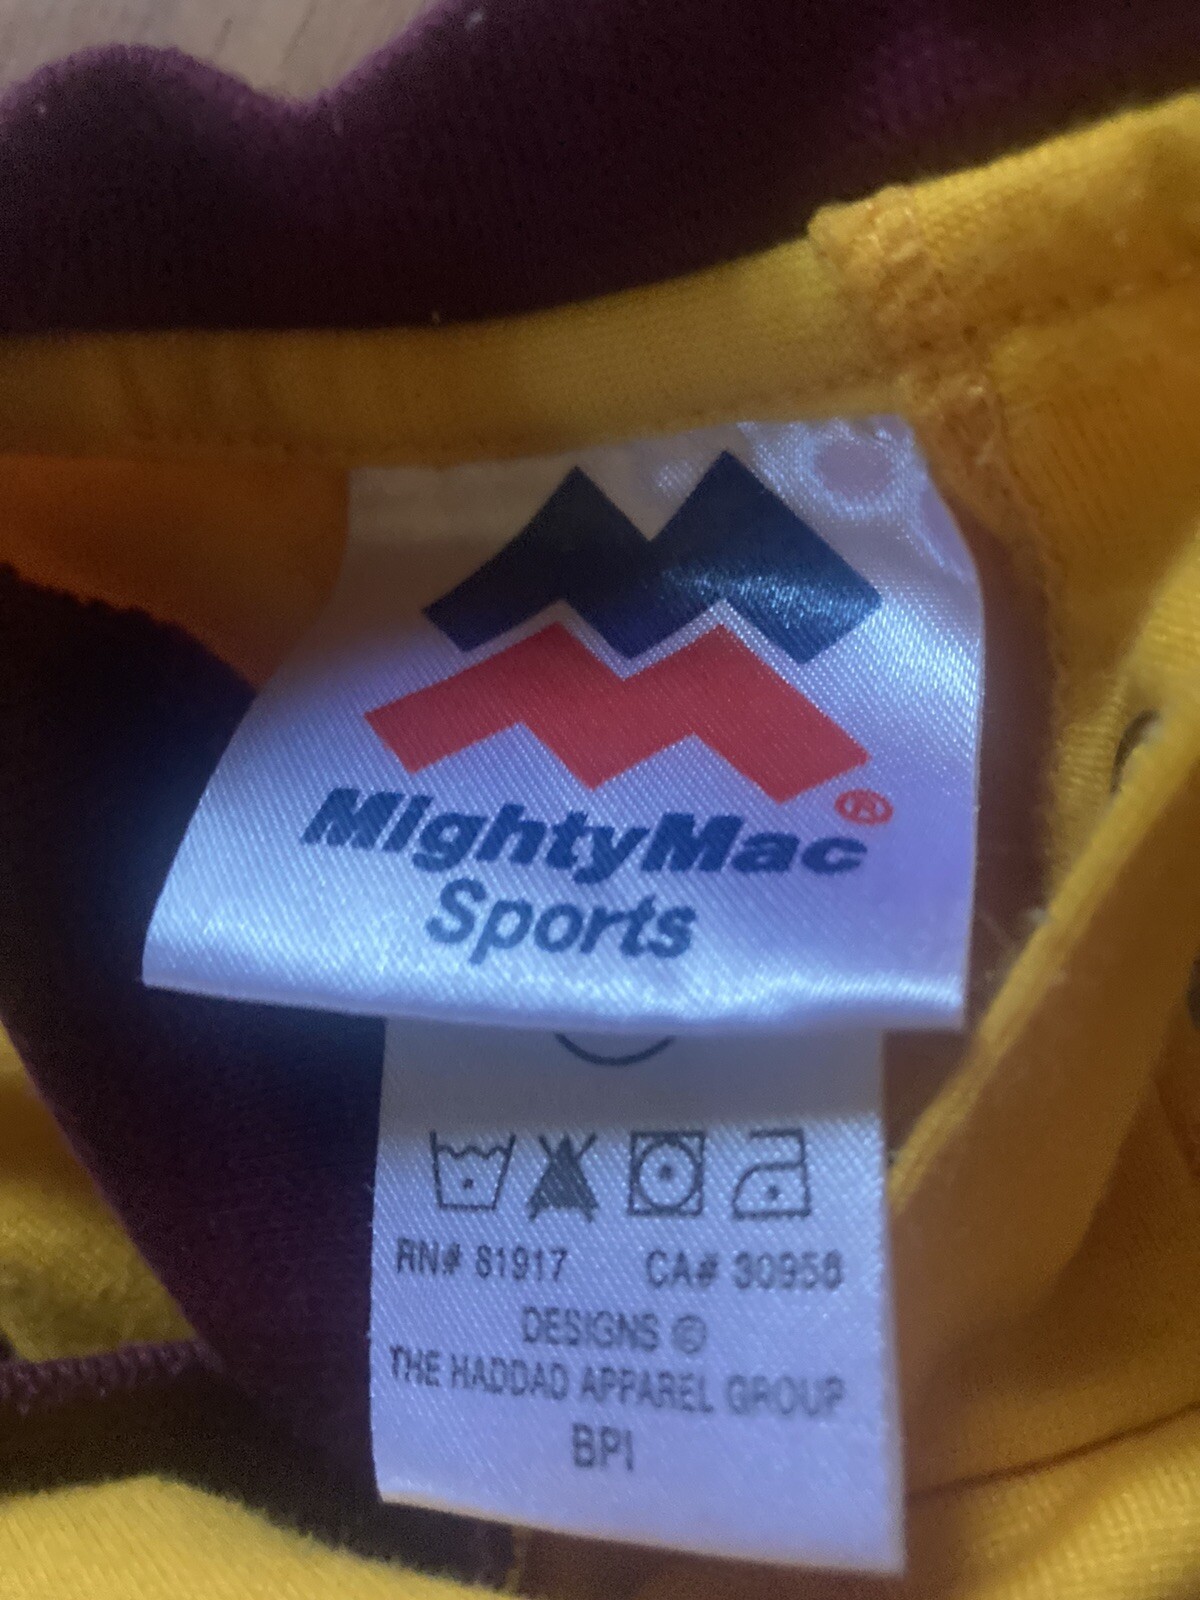 MightyMac®
Sports
RN# 81917 CA# 30958
DESIGNS ©
THE HADDAD APPAREL GROUP
BPI